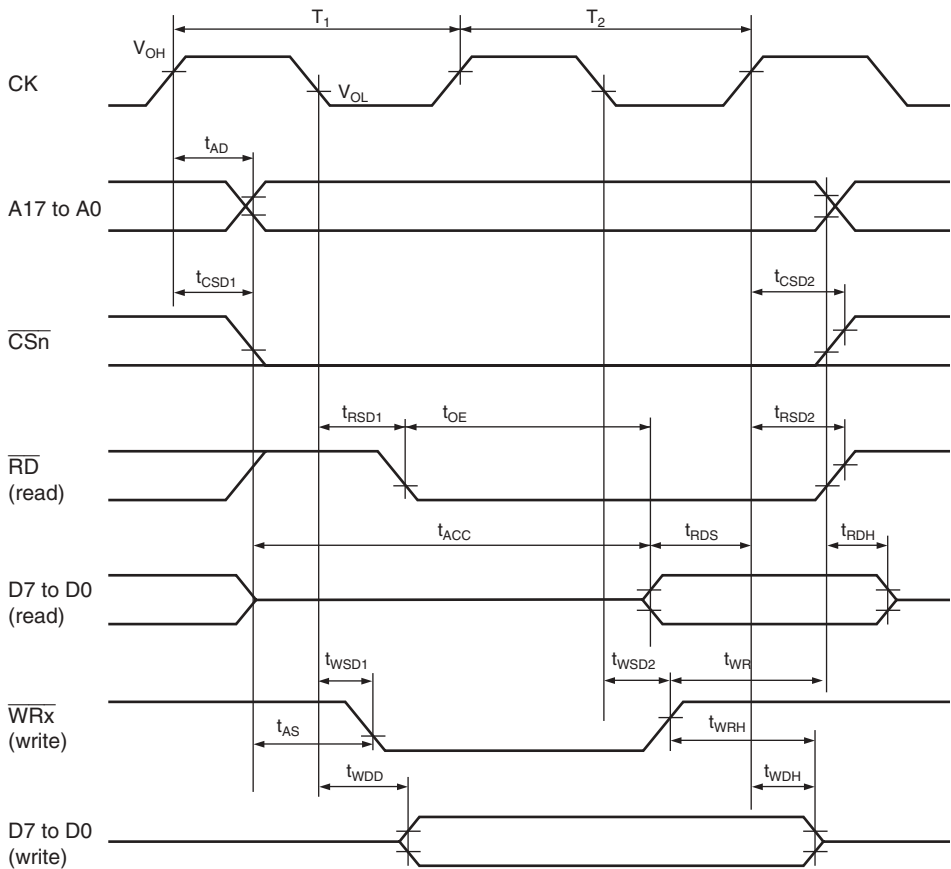 T1 T2
VOH
CK
VOL
tAD
A17 to A0
tCSD1 tCSD2
CSn
tRSD1 tOE tRSD2
RD
(read)
tACC tRDS tRDH
D7 to D0
(read)
tWSD1 tWSD2 tWR
WRx
(write)
tAS tWRH
tWDD tWDH
D7 to D0
(write)